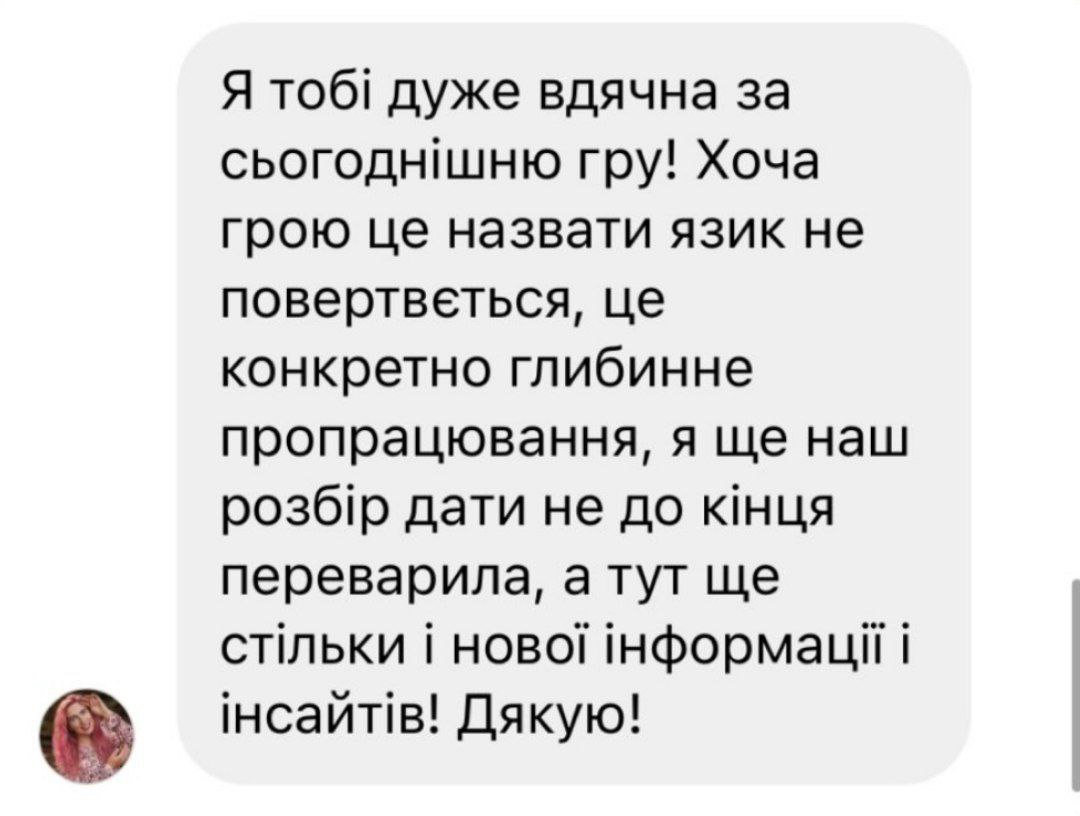 Я тобі дуже вдячна за
сьогоднішню гру! Хоча
грою це назвати язик не
повертвється, це
конкретно глибинне
пропрацювання, я ще наш
розбір дати не до кінця
переварила, а тут ще
стільки і нової інформації і
інсайтів! Дякую!